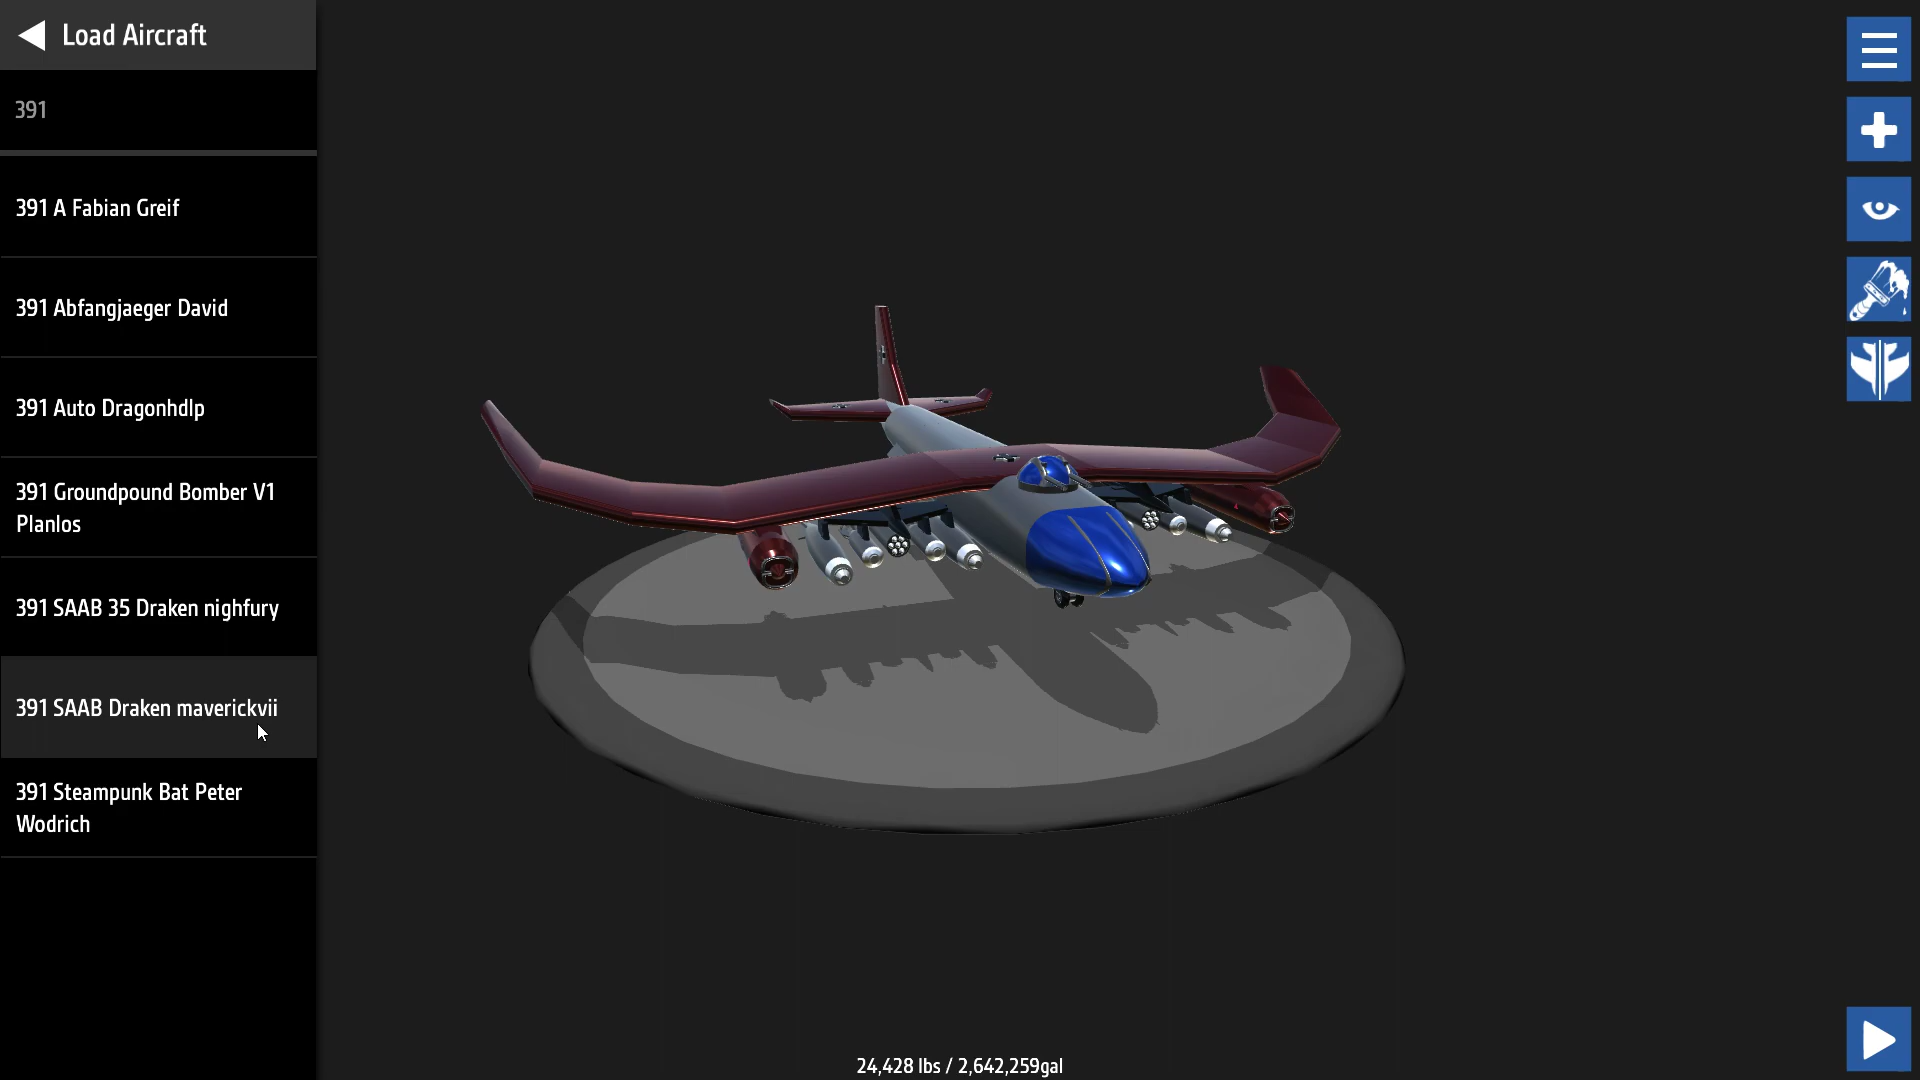 Load Aircraft
391
391 A Fabian Greif
391 Abfangjaeger David
391 Auto Dragonhdlp
391 Groundpound Bomber V1
Planlos
391 SAAB 35 Draken nighfury
391 SAAB Draken maverickvii
391 Steampunk Bat Peter
Wodrich
24,428 lbs / 2,642,259gal